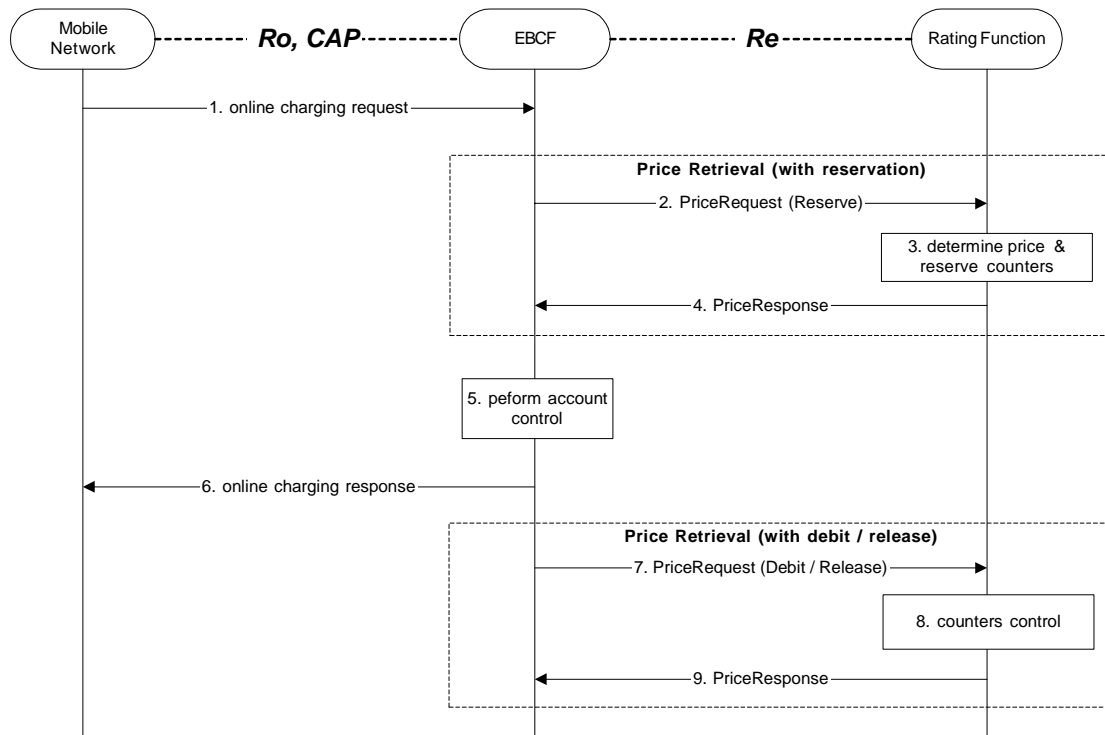 Mobile
Network
Ro, CAP
EBCF
Re
Rating Function
1. online charging request
Price Retrieval (with reservation)
2. PriceRequest (Reserve)
3. determine price &
reserve counters
4. PriceResponse
5. peform account
control
6. online charging response
Price Retrieval (with debit / release)
7. PriceRequest (Debit / Release)
8. counters control
9. PriceResponse